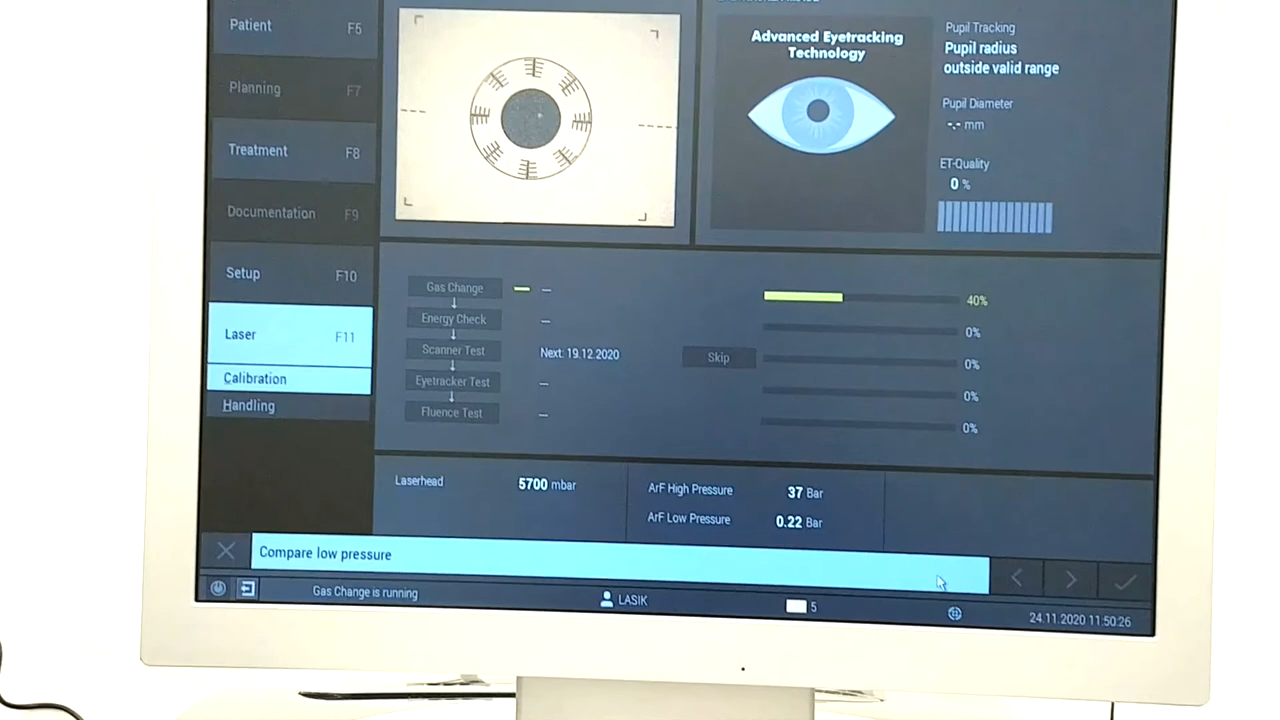 Patient F5
Planning F7
Treatment F8
Documentation F9
Setup F10
Laser F11
Calibration
Handling
Advanced Eyetracking
Technology
Pupil Tracking
Pupil radius
outside valid range
Pupil Diameter
-.- mm
ET-Quality
0 %
Gas Change – 40%
Energy Check – 0%
Scanner Test Next: 19.12.2020 Skip 0%
Eyetracker Test – 0%
Fluence Test – 0%
Laserhead 5700 mbar
ArF High Pressure 37 Bar
ArF Low Pressure 0.22 Bar
Compare low pressure
Gas Change is running LASIK 5 24.11.2020 11:50:26